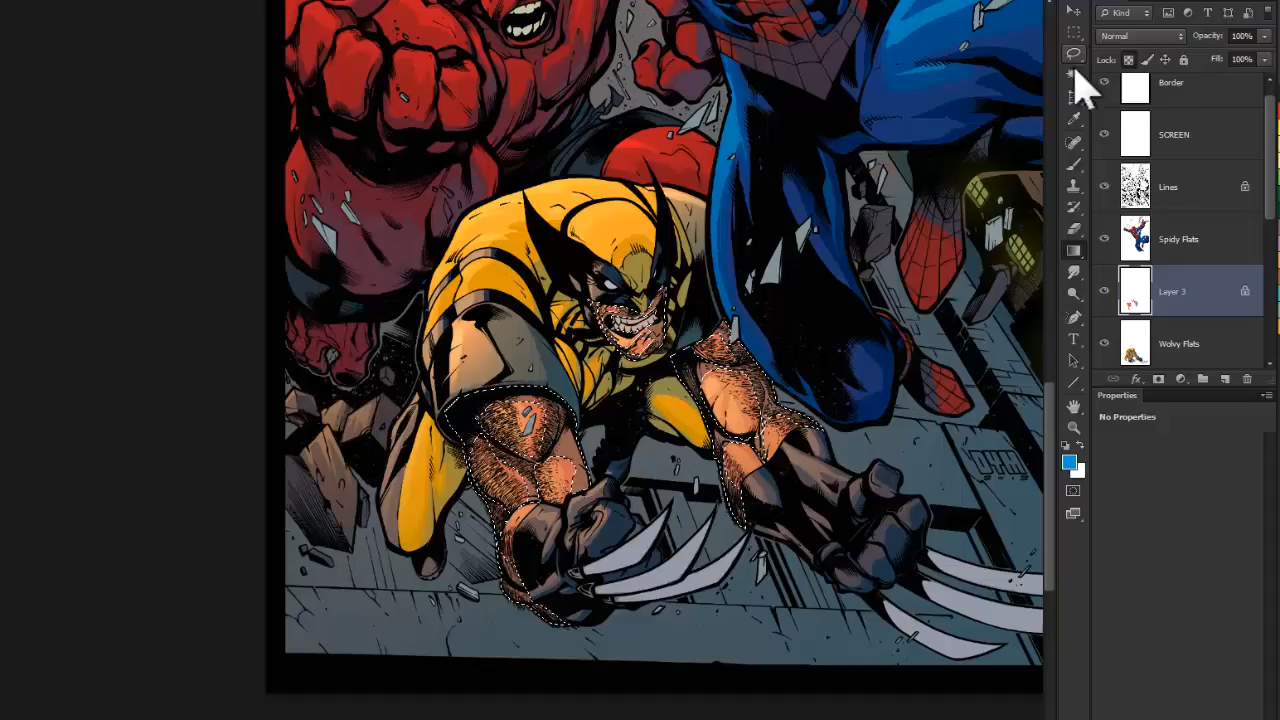 Kind
Normal
Opacity: 100%
Lock:
Fill: 100%
Border
SCREEN
Lines
Spidy Flats
Layer 3
Wolvy Flats
fx
Properties
No Properties